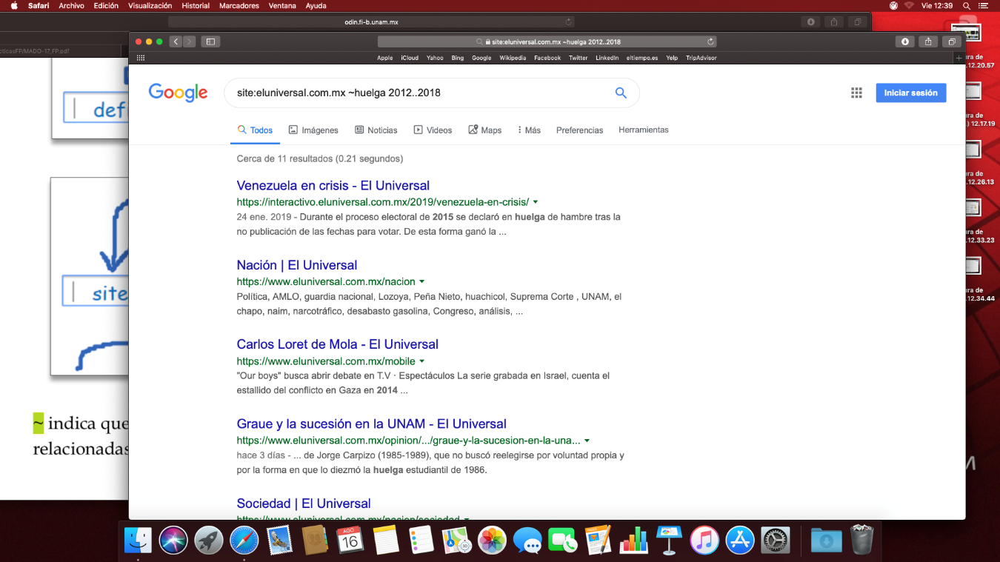 Safari Archivo Edición Visualización Historial Marcadores Ventana Ayuda
Vie 12:39
odin.fi-b.unam.mx
cticasFP/MADO-17_FP.pdf
site:eluniversal.com.mx ~huelga 2012..2018
Apple iCloud Yahoo Bing Google Wikipedia Facebook Twitter LinkedIn eltiempo.es Yelp TripAdvisor
Google
site:eluniversal.com.mx ~huelga 2012..2018
Iniciar sesión
Todos Imágenes Noticias Videos Maps Más Preferencias Herramientas
Cerca de 11 resultados (0.21 segundos)
Venezuela en crisis - El Universal
https://interactivo.eluniversal.com.mx/2019/venezuela-en-crisis/
24 ene. 2019 - Durante el proceso electoral de 2015 se declaró en huelga de hambre tras la
no publicación de las fechas para votar. De esta forma ganó la ...
Nación | El Universal
https://www.eluniversal.com.mx/nacion
Política, AMLO, guardia nacional, Lozoya, Peña Nieto, huachicol, Suprema Corte , UNAM, el
chapo, naim, narcotráfico, desabasto gasolina, Congreso, análisis, ...
Carlos Loret de Mola - El Universal
https://www.eluniversal.com.mx/mobile
"Our boys" busca abrir debate en T.V · Espectáculos La serie grabada en Israel, cuenta el
estallido del conflicto en Gaza en 2014 ...
Graue y la sucesión en la UNAM - El Universal
https://www.eluniversal.com.mx/opinion/.../graue-y-la-sucesion-en-la-una...
hace 3 días - ... de Jorge Carpizo (1985-1989), que no buscó reelegirse por voluntad propia y
por la forma en que lo diezmó la huelga estudiantil de 1986.
Sociedad | El Universal
https://www.eluniversal.com.mx/nacion/sociedad
def
site
~ indica que
relacionadas
ura de
.12.20.57
ra de
) 12.17.19
ura de
.12.26.13
ura de
.12.33.23
ura de
.12.34.44
AGO
16